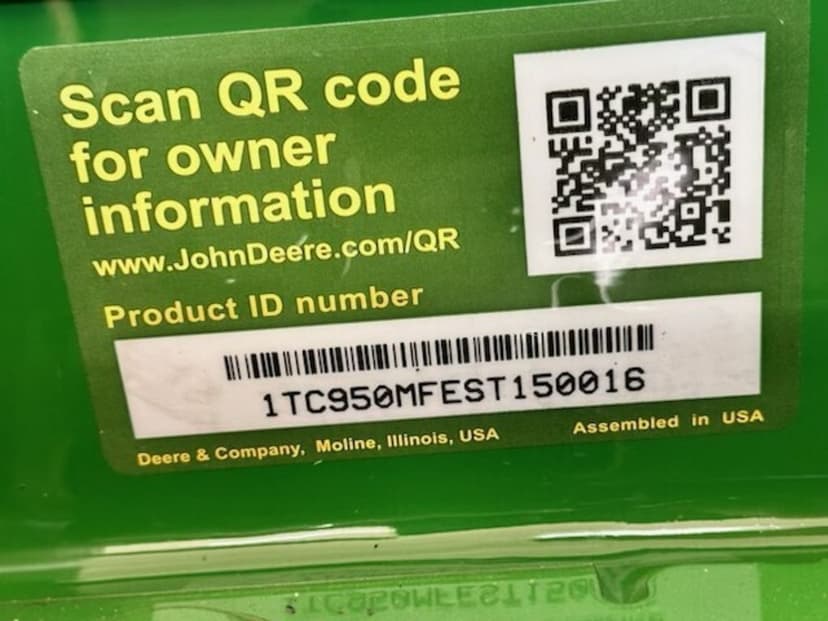 Scan QR code
for owner
information
www.JohnDeere.com/QR
Product ID number
1TC950MFEST150016
Deere & Company, Moline, Illinois, USA
Assembled in USA
1TC950MFEST150